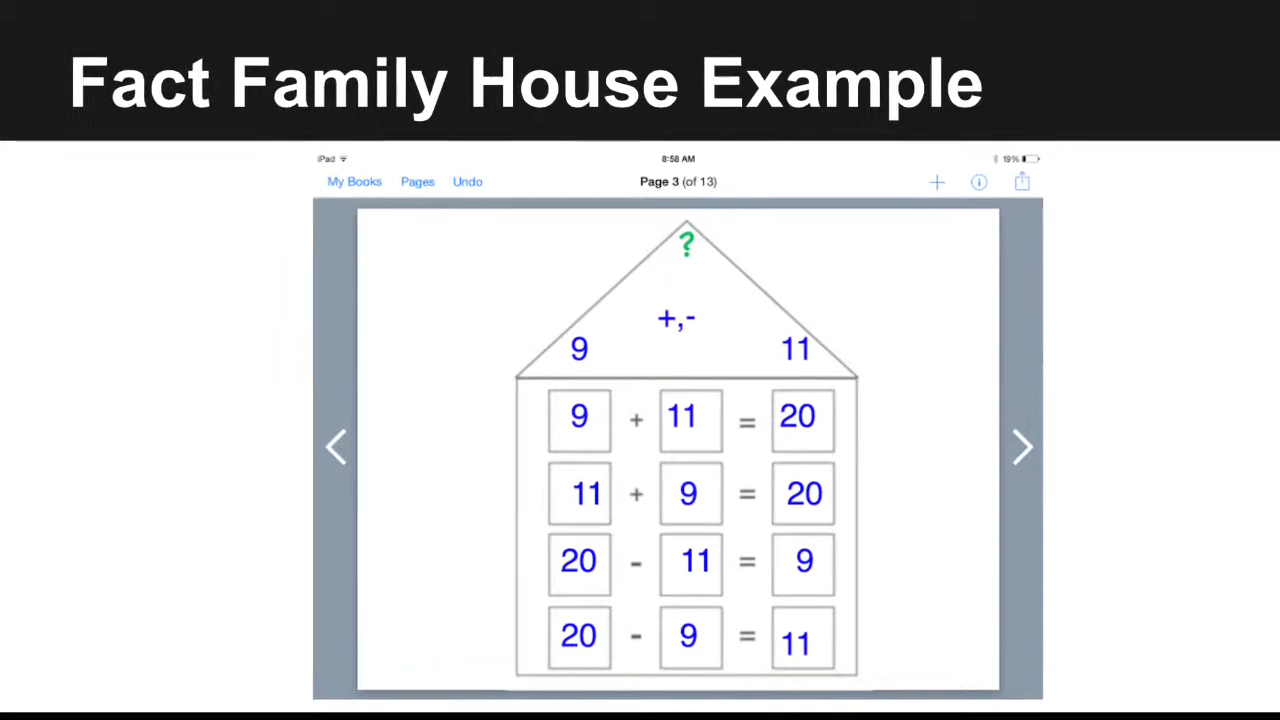 Fact Family House Example
iPad 8:58 AM 19%
My Books Pages Undo Page 3 (of 13)
?
+,-
9 11
9 + 11 = 20
11 + 9 = 20
20 - 11 = 9
20 - 9 = 11